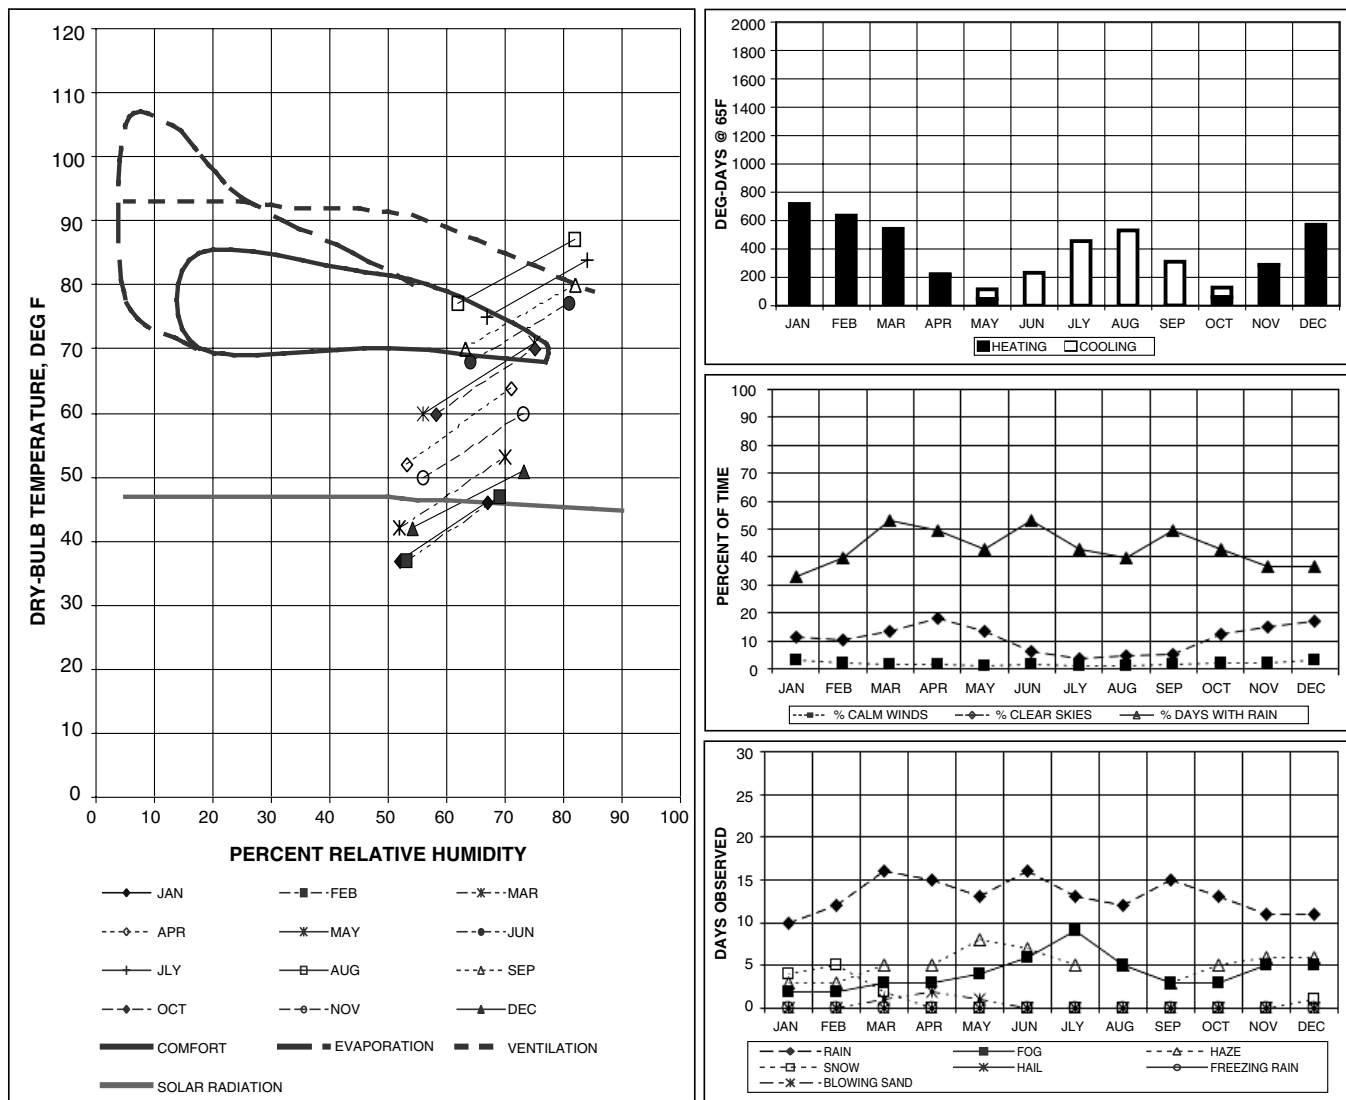 120
110
100
90
80
70
60
50
40
30
20
10
0
DRY-BULB TEMPERATURE, DEG F
0 10 20 30 40 50 60 70 80 90 100
PERCENT RELATIVE HUMIDITY
JAN FEB MAR
APR MAY JUN
JLY AUG SEP
OCT NOV DEC
COMFORT EVAPORATION VENTILATION
SOLAR RADIATION
2000
1800
1600
1400
1200
1000
800
600
400
200
0
DEG-DAYS @ 65F
JAN FEB MAR APR MAY JUN JLY AUG SEP OCT NOV DEC
HEATING COOLING
100
90
80
70
60
50
40
30
20
10
0
PERCENT OF TIME
JAN FEB MAR APR MAY JUN JLY AUG SEP OCT NOV DEC
% CALM WINDS % CLEAR SKIES % DAYS WITH RAIN
30
25
20
15
10
5
0
DAYS OBSERVED
JAN FEB MAR APR MAY JUN JLY AUG SEP OCT NOV DEC
RAIN FOG HAZE
SNOW HAIL FREEZING RAIN
BLOWING SAND